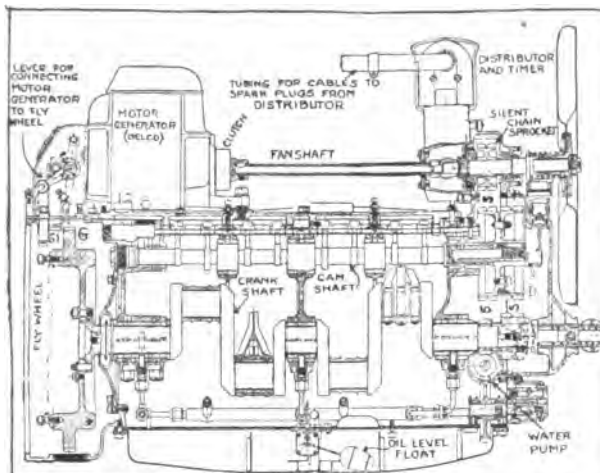 LEVER FOR
CONNECTING
MOTOR
GENERATOR
TO FLY
WHEEL
MOTOR
GENERATOR
(DELCO)
CLUTCH
TUBING FOR CABLES TO
SPARK PLUGS FROM
DISTRIBUTOR
DISTRIBUTOR
AND TIMER
SILENT
CHAIN
SPROCKET
FANSHAFT
G
CRANK
SHAFT
CAM
SHAFT
FLY WHEEL
OIL LEVEL
FLOAT
WATER
PUMP